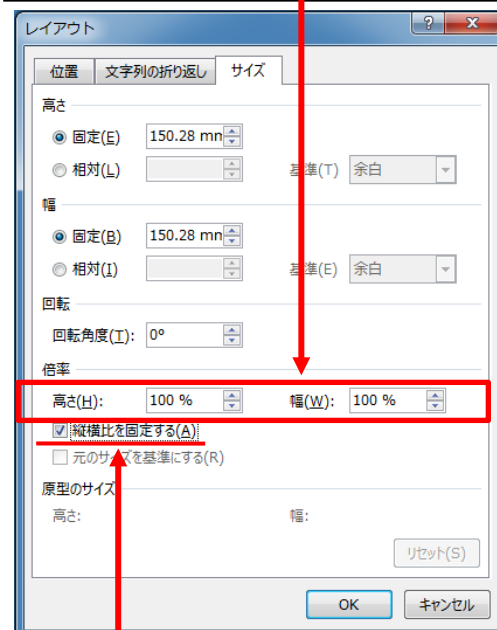 レイアウト
位置 文字列の折り返し サイズ
高さ
固定(E) 150.28 mm
相対(L) 基準(T) 余白
幅
固定(B) 150.28 mm
相対(I) 基準(E) 余白
回転
回転角度(T): 0°
倍率
高さ(H): 100 % 幅(W): 100 %
縦横比を固定する(A)
元のサイズを基準にする(R)
原型のサイズ
高さ: 幅:
リセット(S)
OK キャンセル